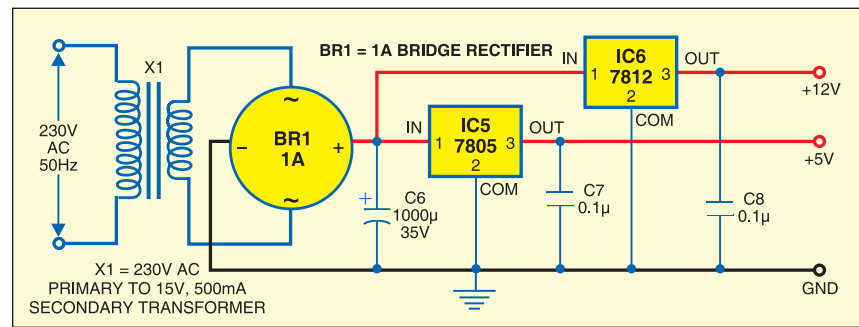 BR1 = 1A BRIDGE RECTIFIER
X1
230V
AC
50Hz
~
BR1
1A
–
+
~
IN
IC5
7805
1
2
3
OUT
COM
IN
IC6
7812
1
2
3
OUT
COM
+
C6
1000µ
35V
C7
0.1µ
C8
0.1µ
+12V
+5V
GND
X1 = 230V AC
PRIMARY TO 15V, 500mA
SECONDARY TRANSFORMER